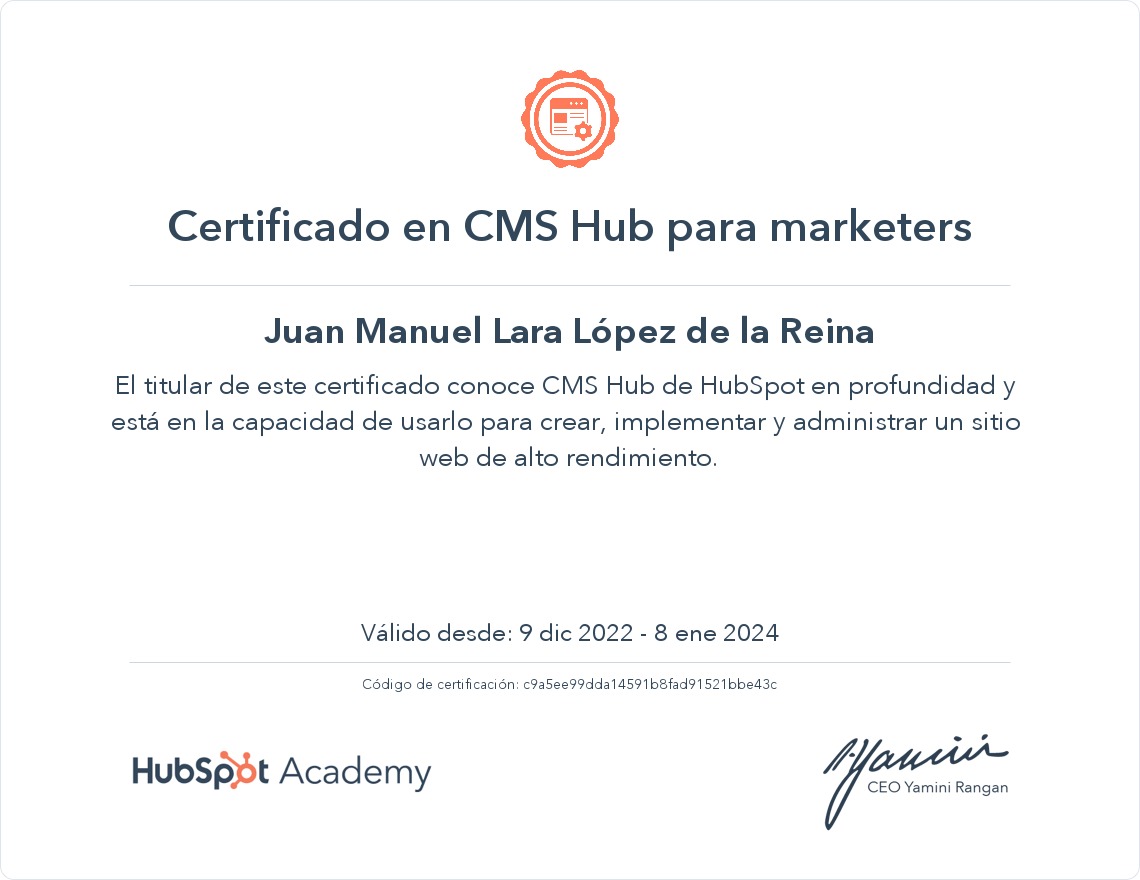 Certificado en CMS Hub para marketers
Juan Manuel Lara López de la Reina
El titular de este certificado conoce CMS Hub de HubSpot en profundidad y
está en la capacidad de usarlo para crear, implementar y administrar un sitio
web de alto rendimiento.
Válido desde: 9 dic 2022 - 8 ene 2024
Código de certificación: c9a5ee99dda14591b8fad91521bbe43c
HubSpot Academy
CEO Yamini Rangan